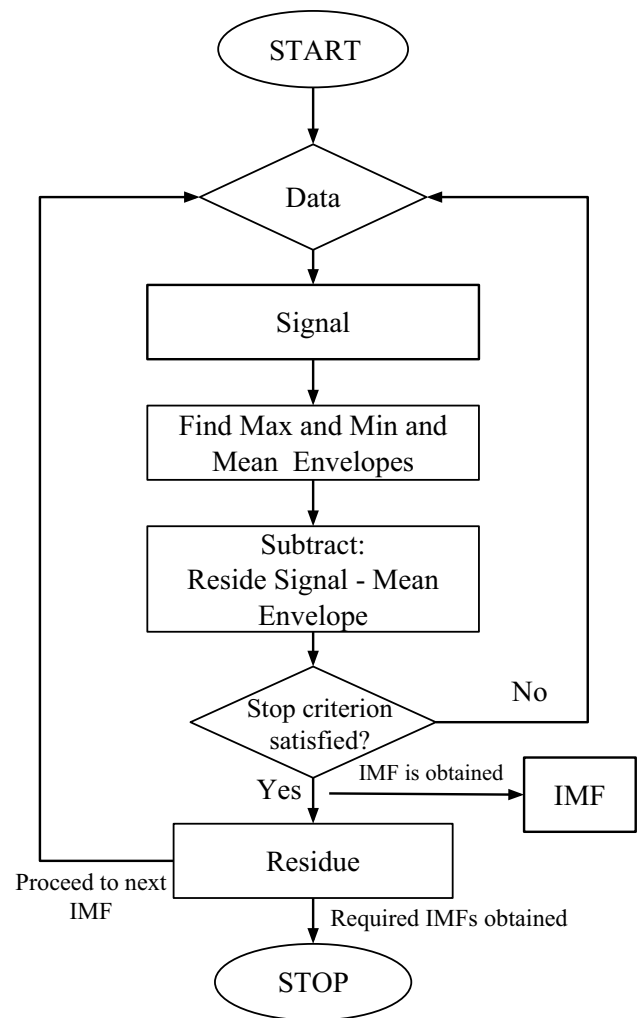 START
Data
Signal
Find Max and Min and
Mean Envelopes
Subtract:
Reside Signal - Mean
Envelope
Stop criterion
satisfied?
No
Yes
IMF is obtained
IMF
Residue
Proceed to next
IMF
Required IMFs obtained
STOP